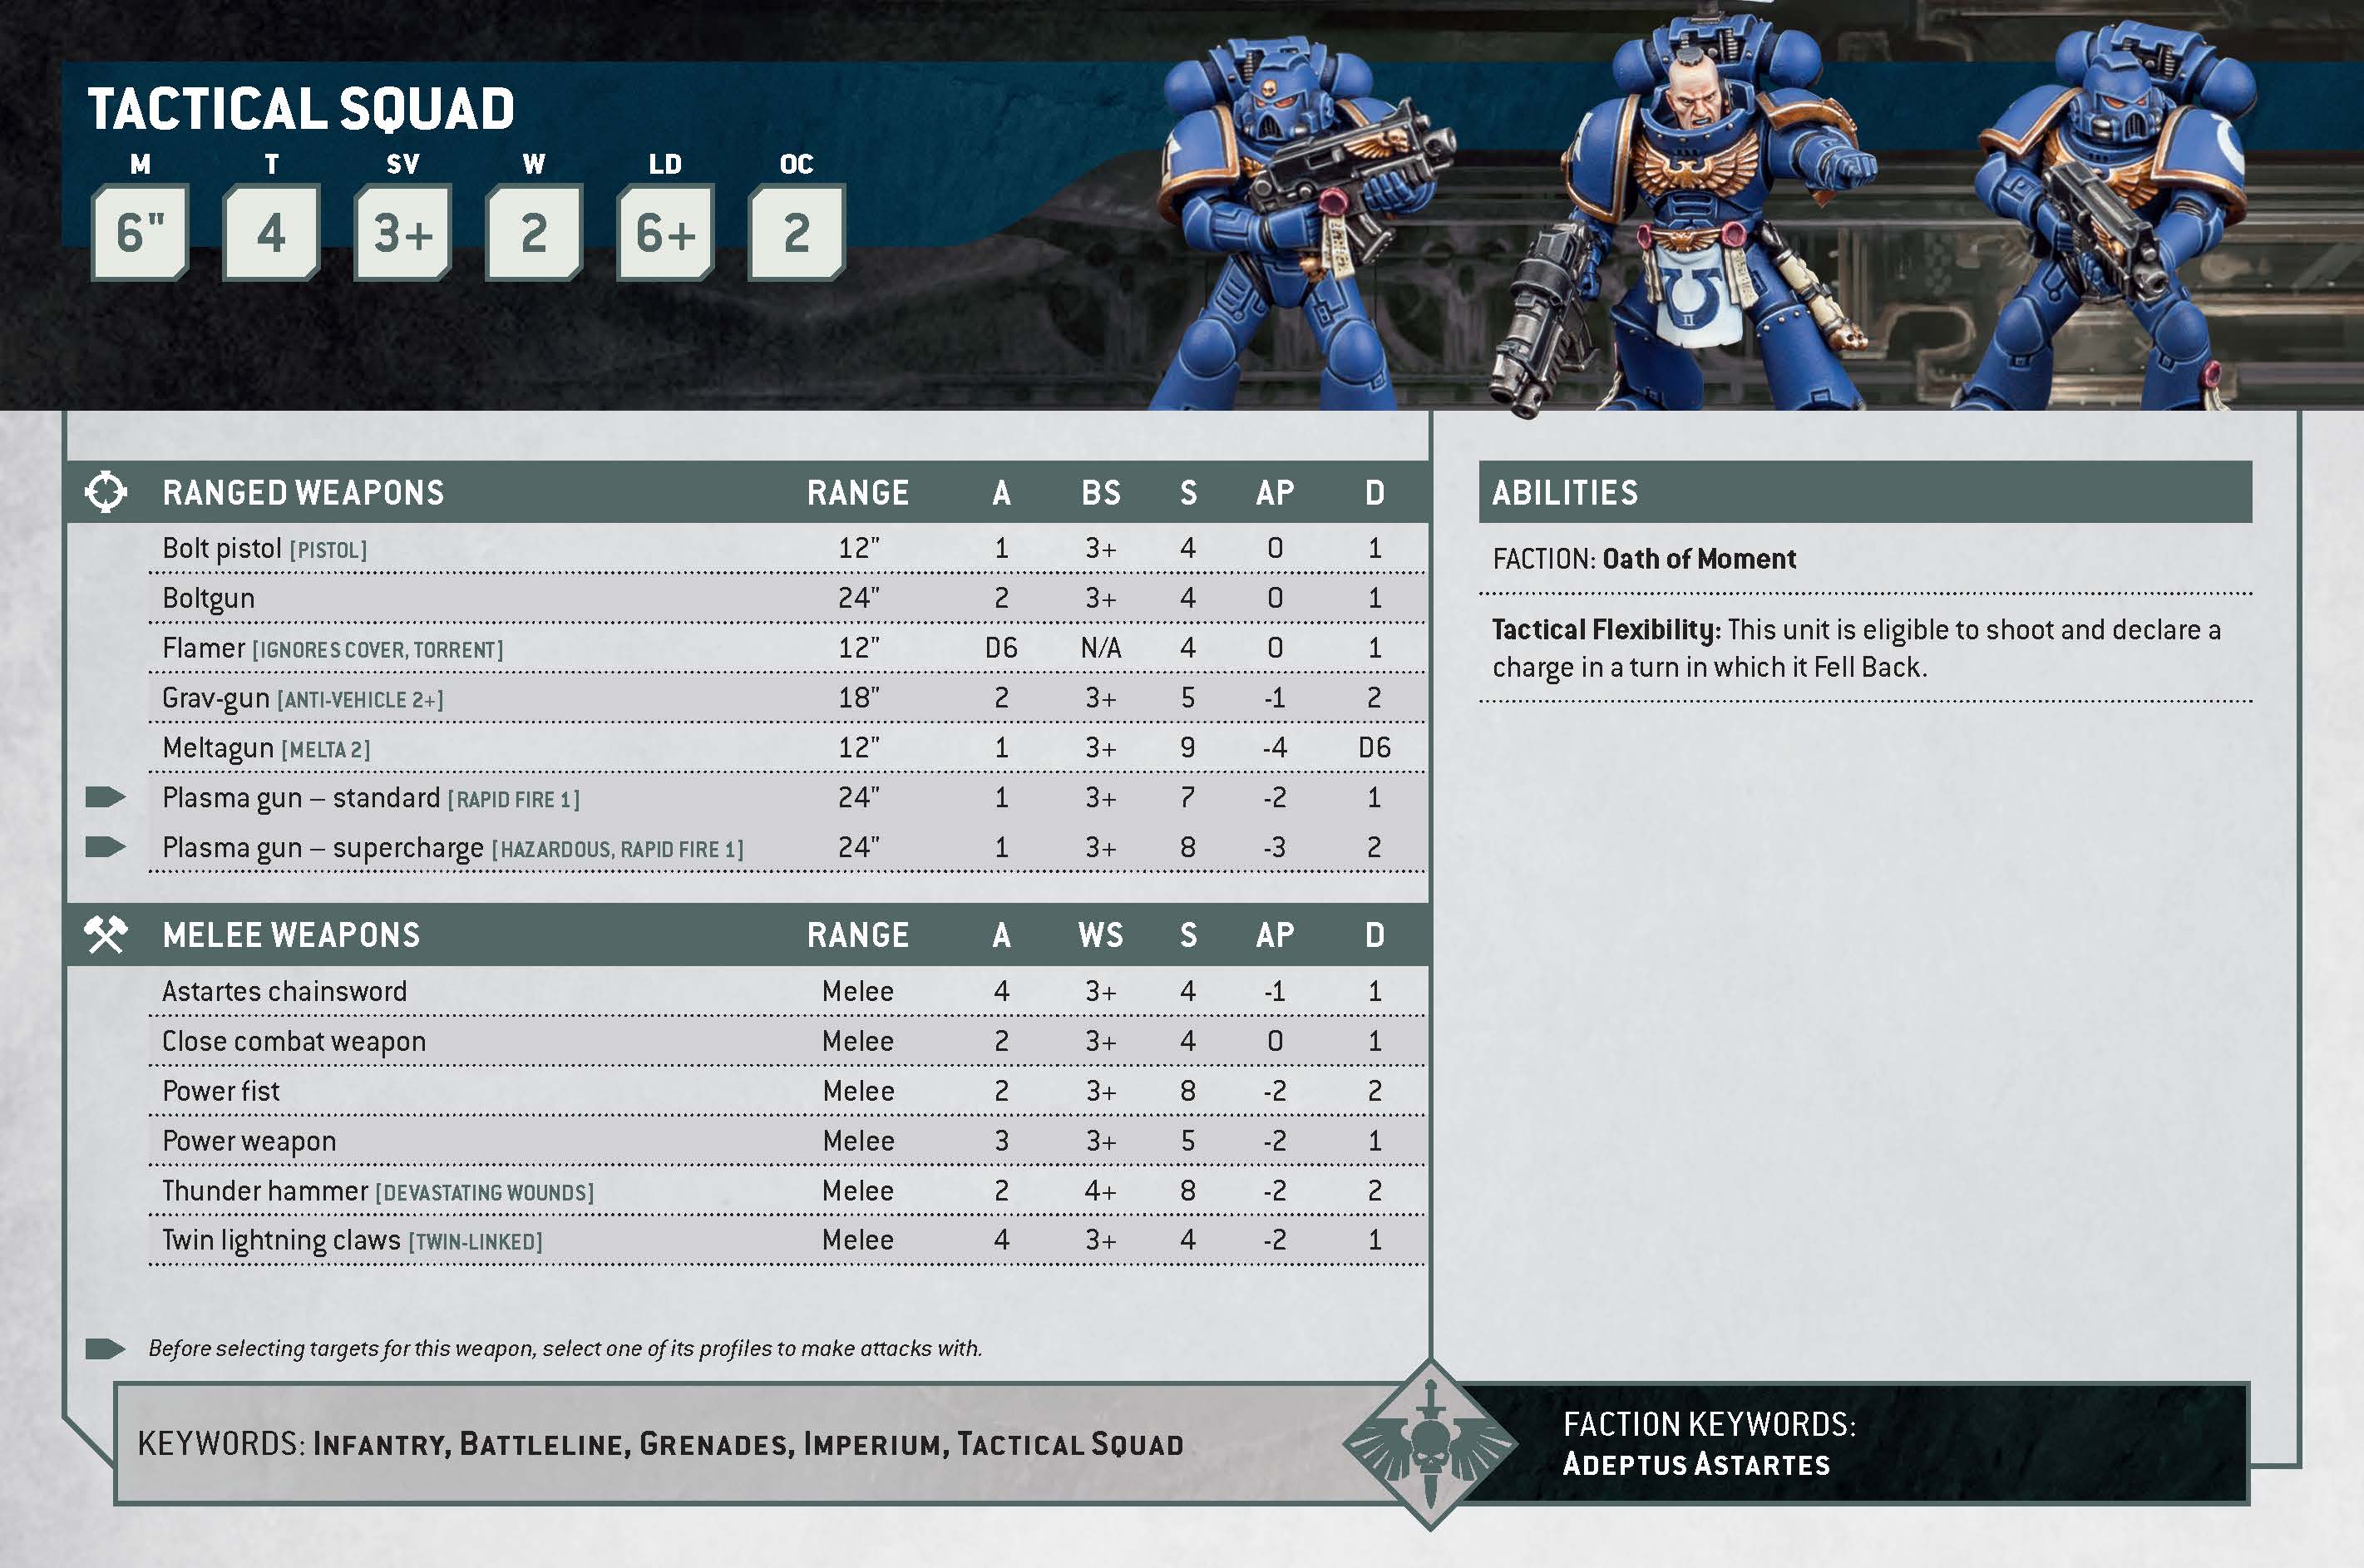 TACTICAL SQUAD
M T SV W LD OC
6" 4 3+ 2 6+ 2
RANGED WEAPONS RANGE A BS S AP D
Bolt pistol [PISTOL] 12" 1 3+ 4 0 1
Boltgun 24" 2 3+ 4 0 1
Flamer [IGNORES COVER, TORRENT] 12" D6 N/A 4 0 1
Grav-gun [ANTI-VEHICLE 2+] 18" 2 3+ 5 -1 2
Meltagun [MELTA 2] 12" 1 3+ 9 -4 D6
Plasma gun – standard [RAPID FIRE 1] 24" 1 3+ 7 -2 1
Plasma gun – supercharge [HAZARDOUS, RAPID FIRE 1] 24" 1 3+ 8 -3 2
MELEE WEAPONS RANGE A WS S AP D
Astartes chainsword Melee 4 3+ 4 -1 1
Close combat weapon Melee 2 3+ 4 0 1
Power fist Melee 2 3+ 8 -2 2
Power weapon Melee 3 3+ 5 -2 1
Thunder hammer [DEVASTATING WOUNDS] Melee 2 4+ 8 -2 2
Twin lightning claws [TWIN-LINKED] Melee 4 3+ 4 -2 1
Before selecting targets for this weapon, select one of its profiles to make attacks with.
ABILITIES
FACTION: Oath of Moment
Tactical Flexibility: This unit is eligible to shoot and declare a
charge in a turn in which it Fell Back.
KEYWORDS: INFANTRY, BATTLELINE, GRENADES, IMPERIUM, TACTICAL SQUAD
FACTION KEYWORDS:
ADEPTUS ASTARTES